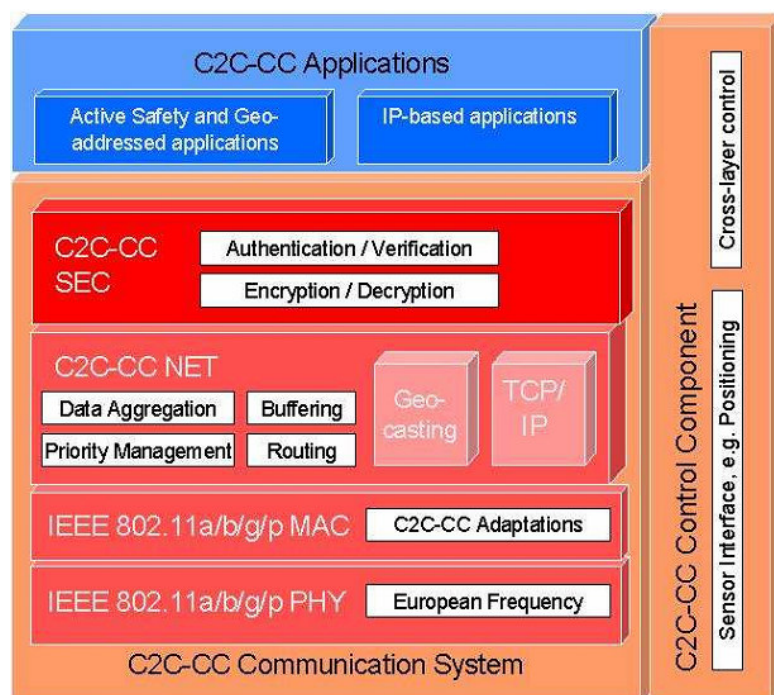 C2C-CC Applications
Active Safety and Geo-
addressed applications
IP-based applications
C2C-CC
SEC
Authentication / Verification
Encryption / Decryption
C2C-CC NET
Data Aggregation
Buffering
Priority Management
Routing
Geo-
casting
TCP/
IP
IEEE 802.11a/b/g/p MAC
C2C-CC Adaptations
IEEE 802.11a/b/g/p PHY
European Frequency
C2C-CC Communication System
C2C-CC Control Component
Cross-layer control
Sensor Interface, e.g. Positioning